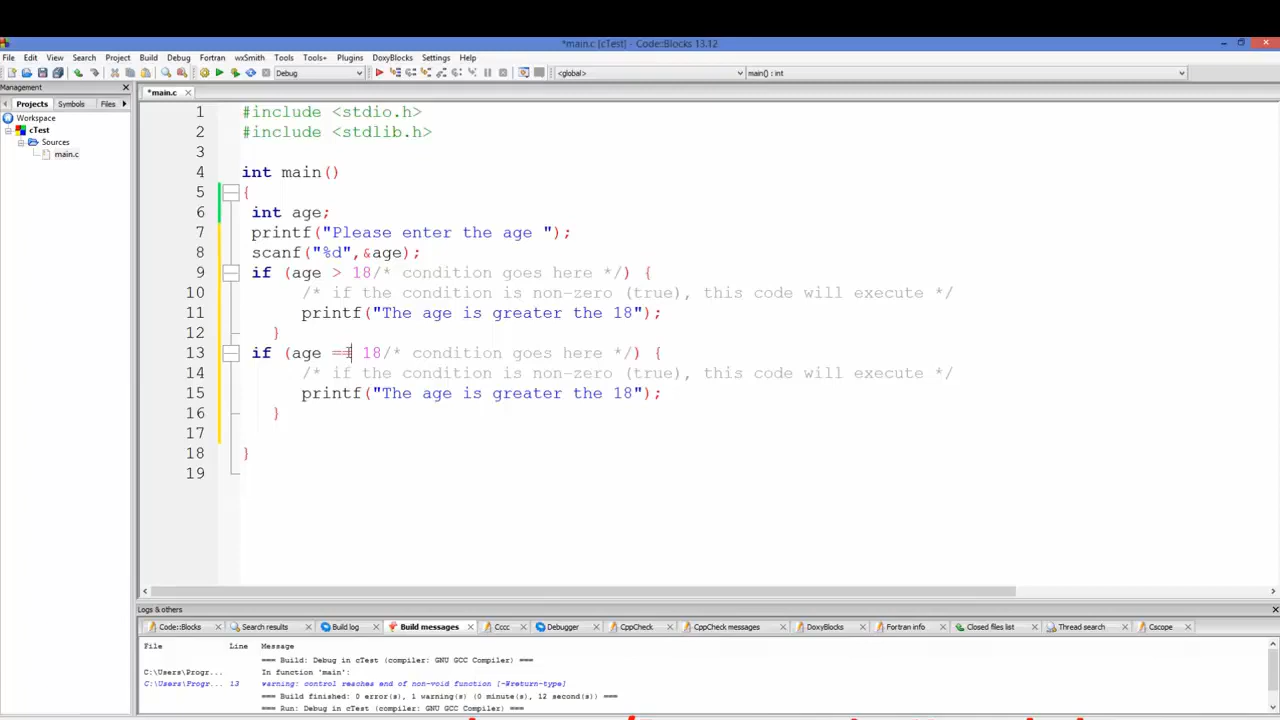 *main.c [cTest] - Code::Blocks 13.12
File Edit View Search Project Build Debug Fortran wxSmith Tools Tools+ Plugins DoxyBlocks Settings Help
Debug <global> main() : int
Management
Projects Symbols Files
*main.c
Workspace
cTest
Sources
main.c
1 #include <stdio.h>
2 #include <stdlib.h>
3
4 int main()
5 {
6 int age;
7 printf("Please enter the age ");
8 scanf("%d",&age);
9 if (age > 18/* condition goes here */) {
10 /* if the condition is non-zero (true), this code will execute */
11 printf("The age is greater the 18");
12 }
13 if (age == 18/* condition goes here */) {
14 /* if the condition is non-zero (true), this code will execute */
15 printf("The age is greater the 18");
16 }
17
18 }
19
Logs & others
Code::Blocks Search results Build log Build messages Cccc Debugger CppCheck CppCheck messages DoxyBlocks Fortran info Closed files list Thread search Cscope
File Line Message
=== Build: Debug in cTest (compiler: GNU GCC Compiler) ===
C:\Users\Progr... In function 'main':
C:\Users\Progr... 13 warning: control reaches end of non-void function [-Wreturn-type]
=== Build finished: 0 error(s), 1 warning(s) (0 minute(s), 12 second(s)) ===
=== Run: Debug in cTest (compiler: GNU GCC Compiler) ===